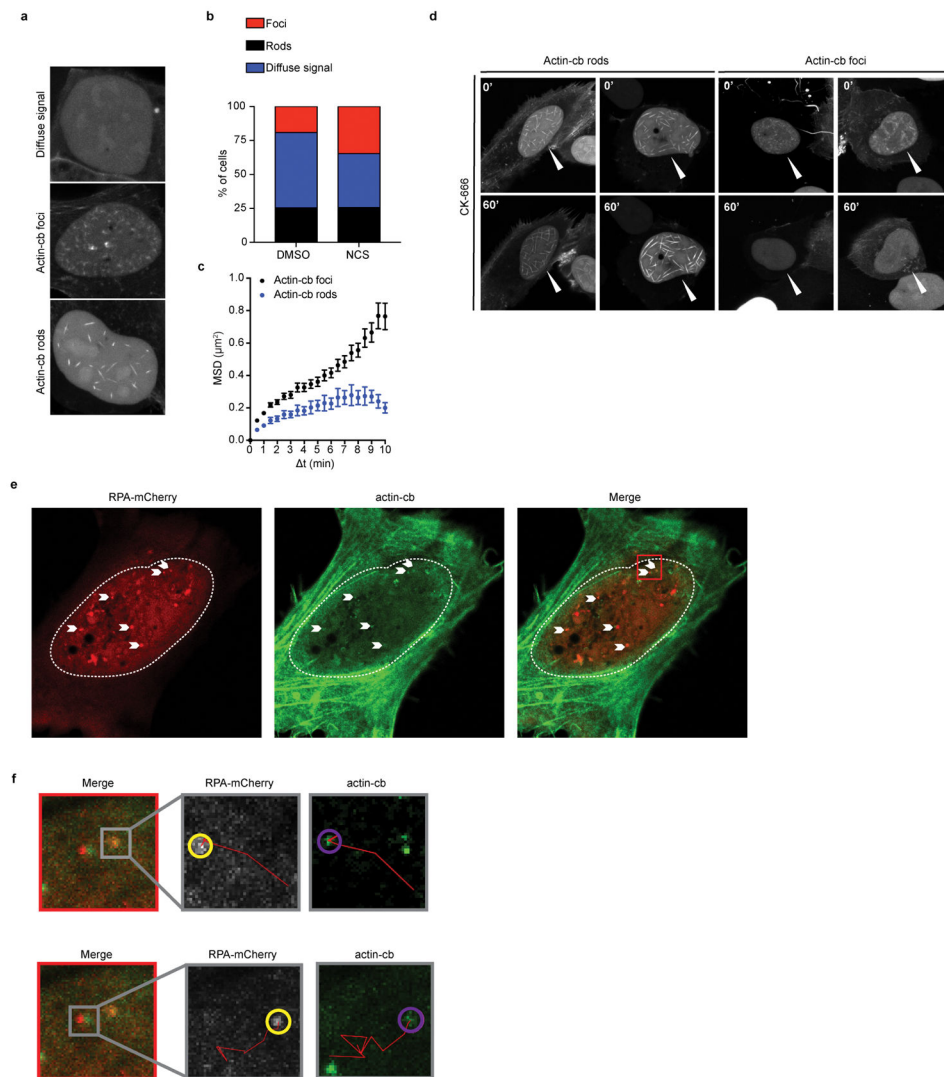 a
Diffuse signal
Actin-cb foci
Actin-cb rods
b
Foci
Rods
Diffuse signal
% of cells
100
75
50
25
0
DMSO
NCS
c
Actin-cb foci
Actin-cb rods
MSD (µm²)
0.8
0.6
0.4
0.2
0.0
0 1 2 3 4 5 6 7 8 9 10
Δt (min)
d
Actin-cb rods
Actin-cb foci
CK-666
0' 0' 0' 0'
60' 60' 60' 60'
e
RPA-mCherry
actin-cb
Merge
f
Merge
RPA-mCherry
actin-cb
Merge
RPA-mCherry
actin-cb